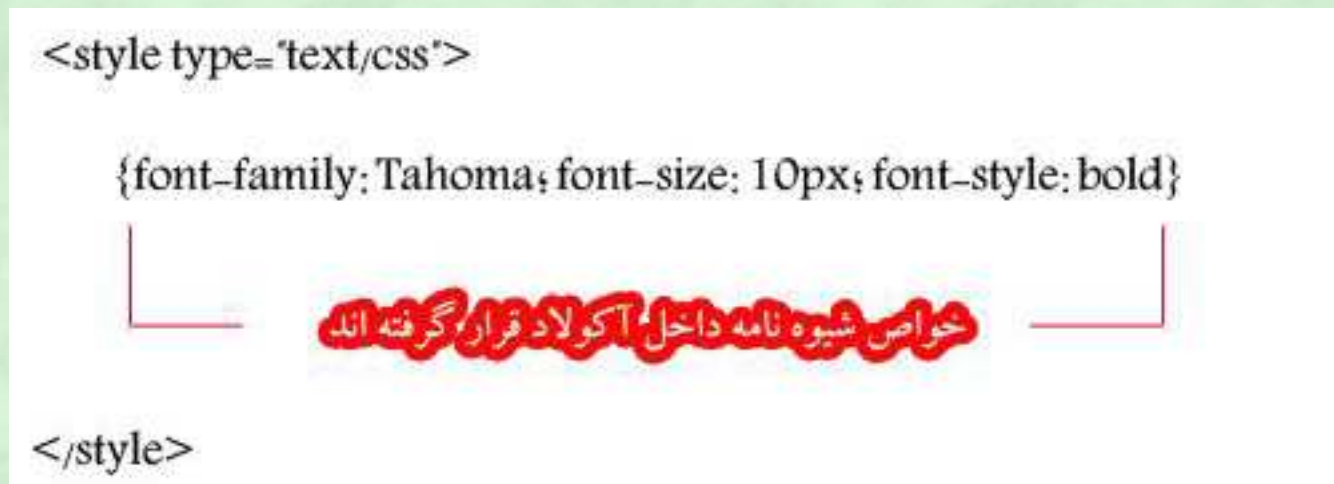 <style type="text/css">
{font-family: Tahoma; font-size: 10px; font-style: bold}
خواص شیوه نامه داخل آکولاد قرار گرفته اند
</style>